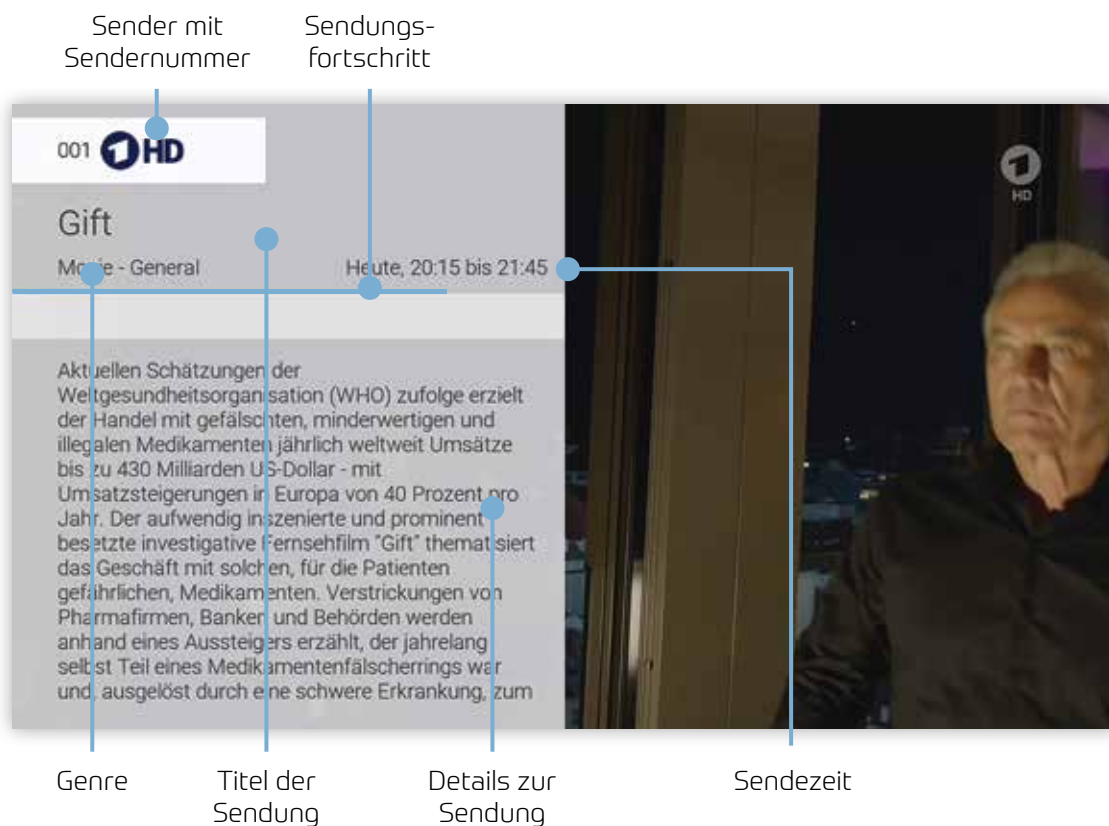 Sender mit
Sendernummer
Sendungs-
fortschritt
001 1 HD
1
HD
Gift
Movie - General
Heute, 20:15 bis 21:45
Aktuellen Schätzungen der
Weltgesundheitsorganisation (WHO) zufolge erzielt
der Handel mit gefälschten, minderwertigen und
illegalen Medikamenten jährlich weltweit Umsätze
bis zu 430 Milliarden US-Dollar - mit
Umsatzsteigerungen in Europa von 40 Prozent pro
Jahr. Der aufwendig inszenierte und prominent
besetzte investigative Fernsehfilm "Gift" thematisiert
das Geschäft mit solchen, für die Patienten
gefährlichen, Medikamenten. Verstrickungen von
Pharmafirmen, Banken und Behörden werden
anhand eines Aussteigers erzählt, der jahrelang
selbst Teil eines Medikamentenfälscherrings war
und, ausgelöst durch eine schwere Erkrankung, zum
Genre
Titel der
Sendung
Details zur
Sendung
Sendezeit